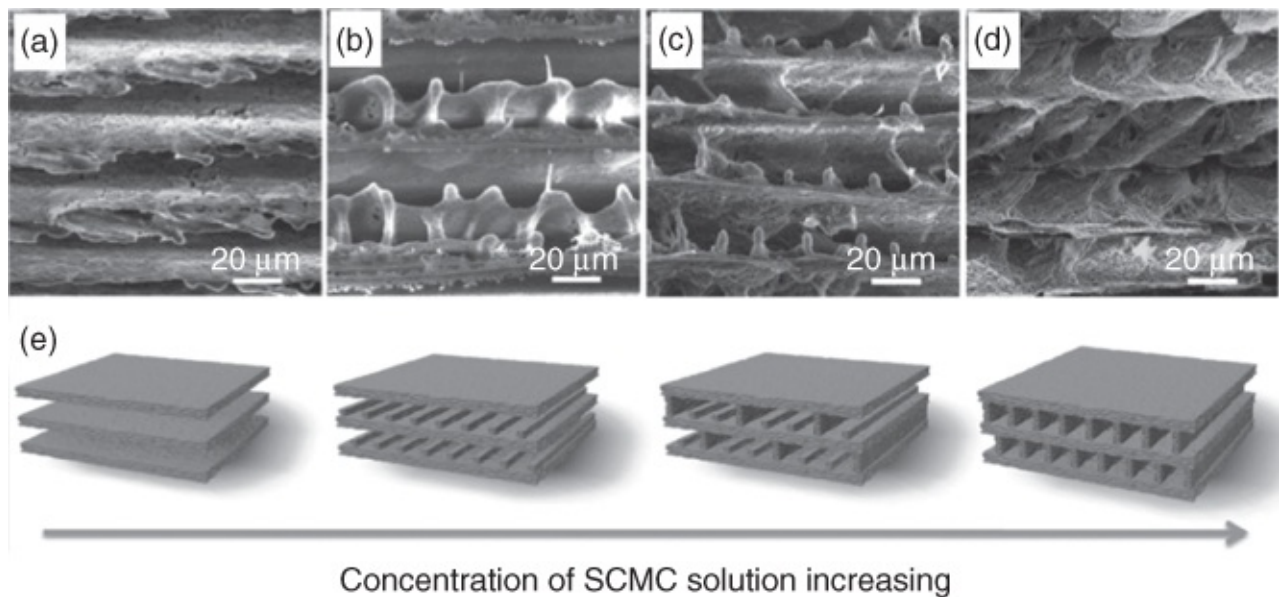 (a)
(b)
(c)
(d)
20 μm
20 μm
20 μm
20 μm
(e)
Concentration of SCMC solution increasing